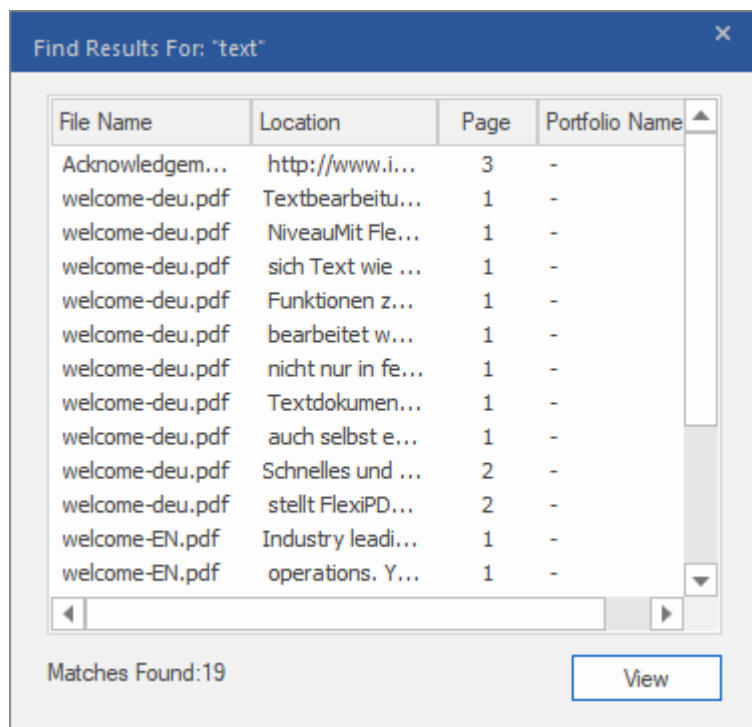 Find Results For: "text"
File Name Location Page Portfolio Name
Acknowledgem... http://www.i... 3 -
welcome-deu.pdf Textbearbeitu... 1 -
welcome-deu.pdf NiveauMit Fle... 1 -
welcome-deu.pdf sich Text wie ... 1 -
welcome-deu.pdf Funktionen z... 1 -
welcome-deu.pdf bearbeitet w... 1 -
welcome-deu.pdf nicht nur in fe... 1 -
welcome-deu.pdf Textdokumen... 1 -
welcome-deu.pdf auch selbst e... 1 -
welcome-deu.pdf Schnelles und ... 2 -
welcome-deu.pdf stellt FlexiPD... 2 -
welcome-EN.pdf Industry leadi... 1 -
welcome-EN.pdf operations. Y... 1 -
Matches Found:19
View